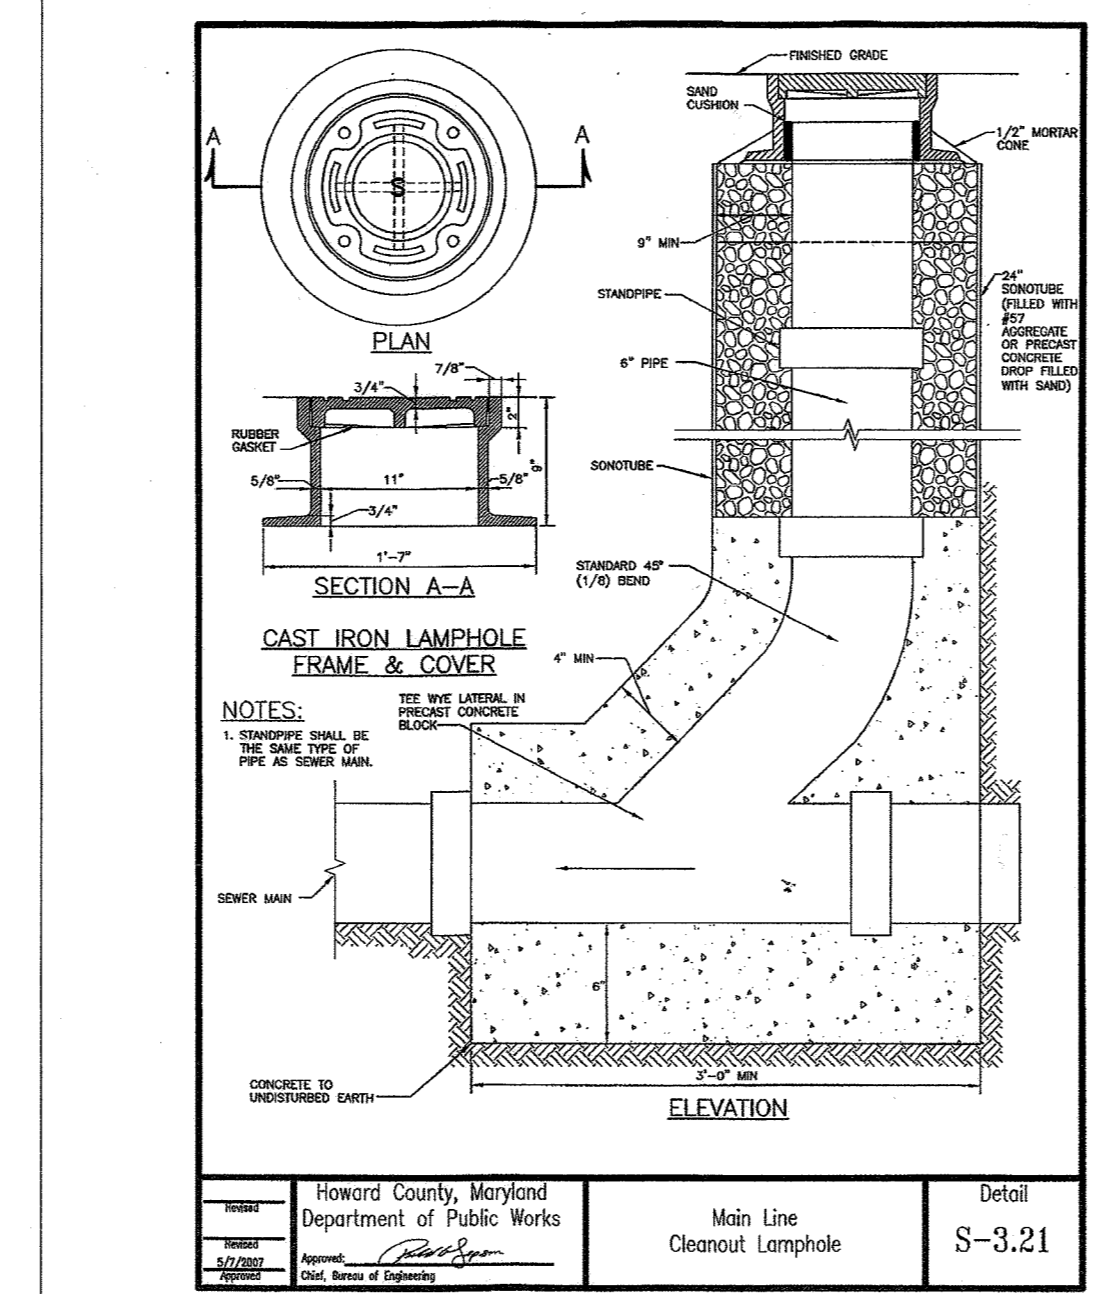 FINISHED GRADE
SAND
CUSHION
1/2" MORTAR
CONE
A
A
S
PLAN
9" MIN
STANDPIPE
6" PIPE
24"
SONOTUBE
(FILLED WITH
#57
AGGREGATE
OR PRECAST
CONCRETE
DROP FILLED
WITH SAND)
7/8"
3/4"
2"
RUBBER
GASKET
9"
5/8"
11"
5/8"
3/4"
1'-7"
SECTION A-A
SONOTUBE
STANDARD 45°
(1/8) BEND
CAST IRON LAMPHOLE
FRAME & COVER
4" MIN
TEE WYE LATERAL IN
PRECAST CONCRETE
BLOCK
NOTES:
1. STANDPIPE SHALL BE
THE SAME TYPE OF
PIPE AS SEWER MAIN.
SEWER MAIN
6"
CONCRETE TO
UNDISTURBED EARTH
3'-0" MIN
ELEVATION
Revised
Revised
5/7/2007
Approved
Howard County, Maryland
Department of Public Works
Approved:
Chief, Bureau of Engineering
Main Line
Cleanout Lamphole
Detail
S-3.21